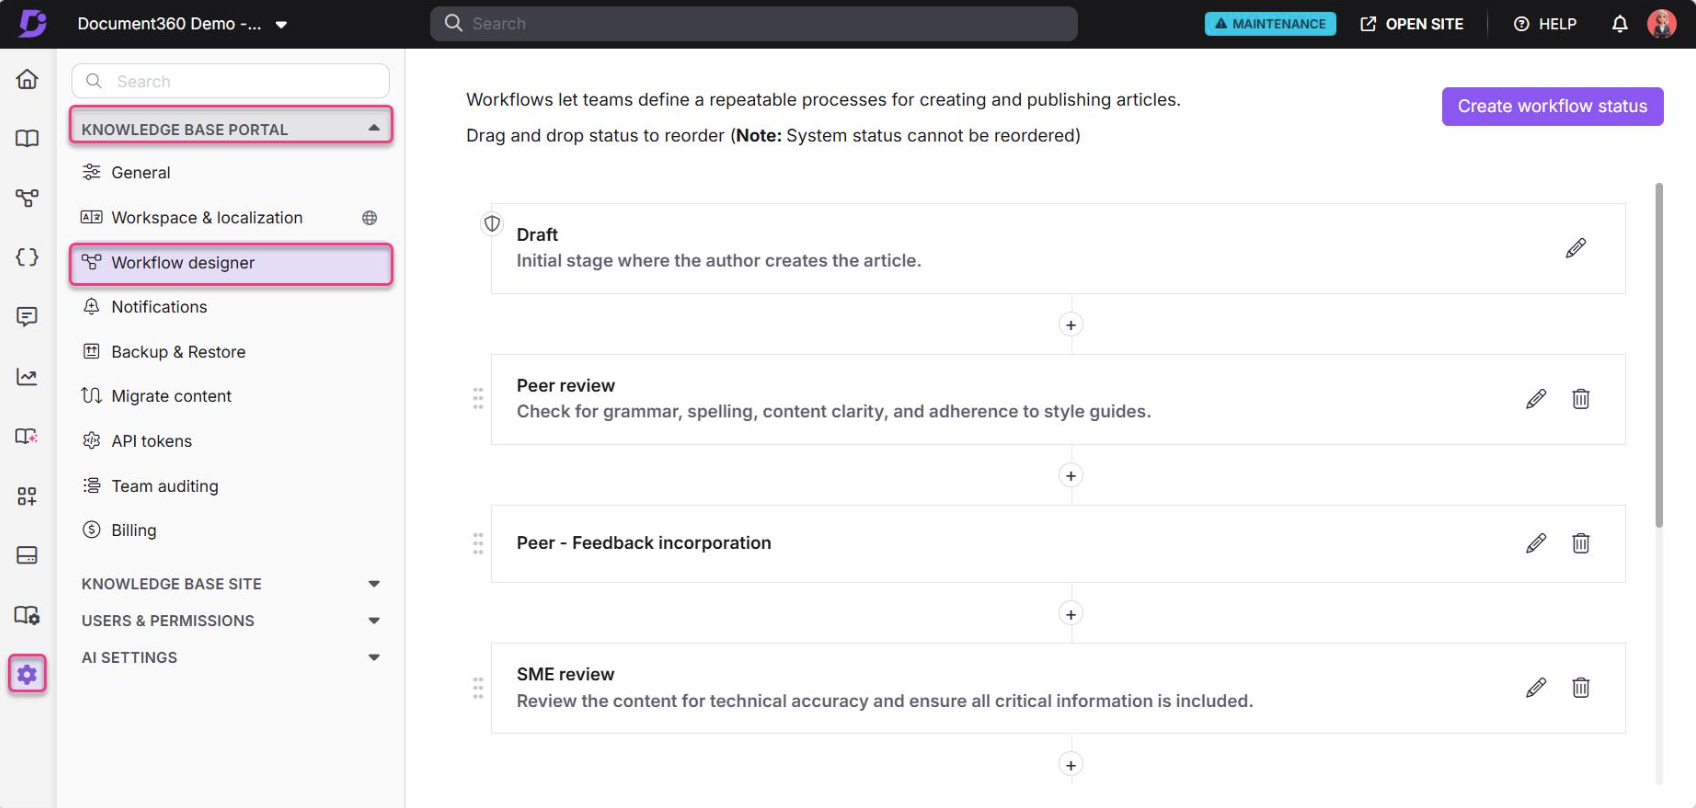 Document360 Demo -...
Search
MAINTENANCE
OPEN SITE
HELP
Search
KNOWLEDGE BASE PORTAL
General
Workspace & localization
Workflow designer
Notifications
Backup & Restore
Migrate content
API tokens
Team auditing
Billing
KNOWLEDGE BASE SITE
USERS & PERMISSIONS
AI SETTINGS
Workflows let teams define a repeatable processes for creating and publishing articles.
Drag and drop status to reorder (Note: System status cannot be reordered)
Create workflow status
Draft
Initial stage where the author creates the article.
Peer review
Check for grammar, spelling, content clarity, and adherence to style guides.
Peer - Feedback incorporation
SME review
Review the content for technical accuracy and ensure all critical information is included.